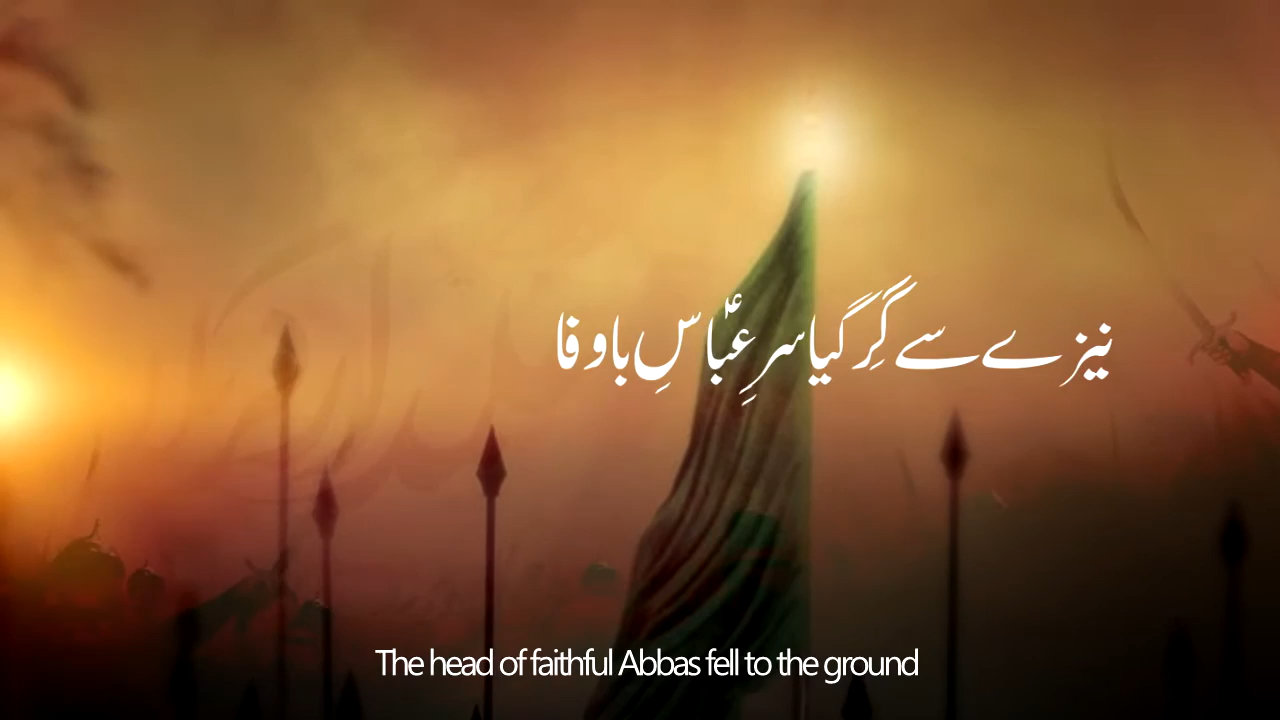 نیزے سے گِر گیا سرِ عبّاسؑ باوفا
The head of faithful Abbas fell to the ground